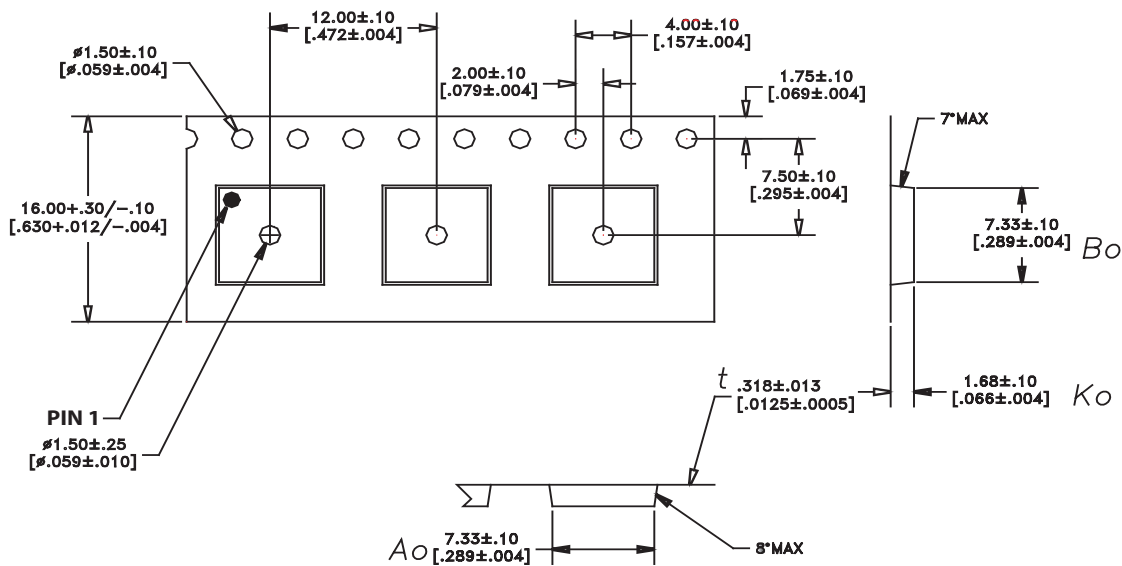 12.00±.10
[.472±.004]
4.00±.10
[.157±.004]
ø1.50±.10
[ø.059±.004]
2.00±.10
[.079±.004]
1.75±.10
[.069±.004]
7°MAX
7.50±.10
[.295±.004]
16.00+.30/−.10
[.630+.012/−.004]
7.33±.10
[.289±.004]
Bo
PIN 1
ø1.50±.25
[ø.059±.010]
t
.318±.013
[.0125±.0005]
1.68±.10
[.066±.004]
Ko
Ao
7.33±.10
[.289±.004]
8°MAX